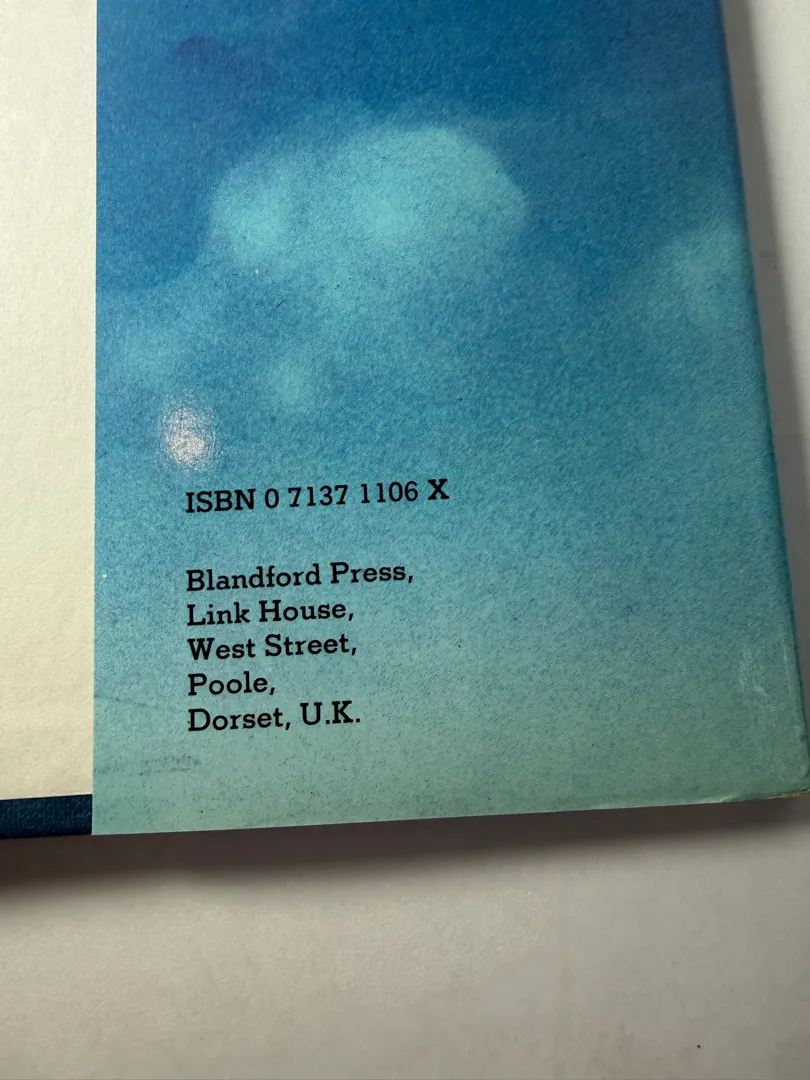 ISBN 0 7137 1106 X
Blandford Press,
Link House,
West Street,
Poole,
Dorset, U.K.